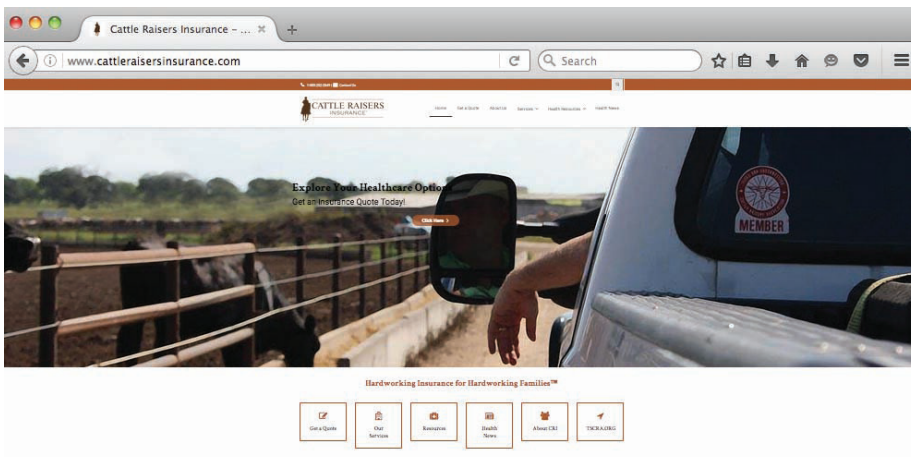 Cattle Raisers Insurance – ...
www.cattleraisersinsurance.com
Search
Contact Us
CATTLE RAISERS
INSURANCE
Home Get a Quote About Us Services Health Resources Health News
Explore Your Healthcare Options
Get an Insurance Quote Today!
Click Here >
MEMBER
Hardworking Insurance for Hardworking Families™
Get a Quote
Our
Services
Resources
Health
News
About CRI
TSCRA.ORG